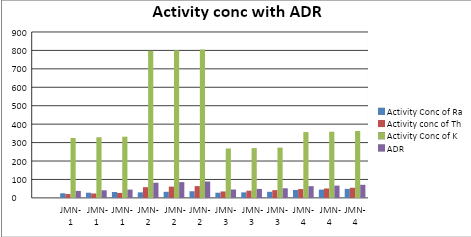 Activity conc with ADR
900
800
700
600
500
400
300
200
100
0
JMN-1 JMN-1 JMN-1 JMN-2 JMN-2 JMN-2 JMN-3 JMN-3 JMN-3 JMN-4 JMN-4 JMN-4
Activity Conc of Ra
Activity conc of Th
Activity Conc of K
ADR